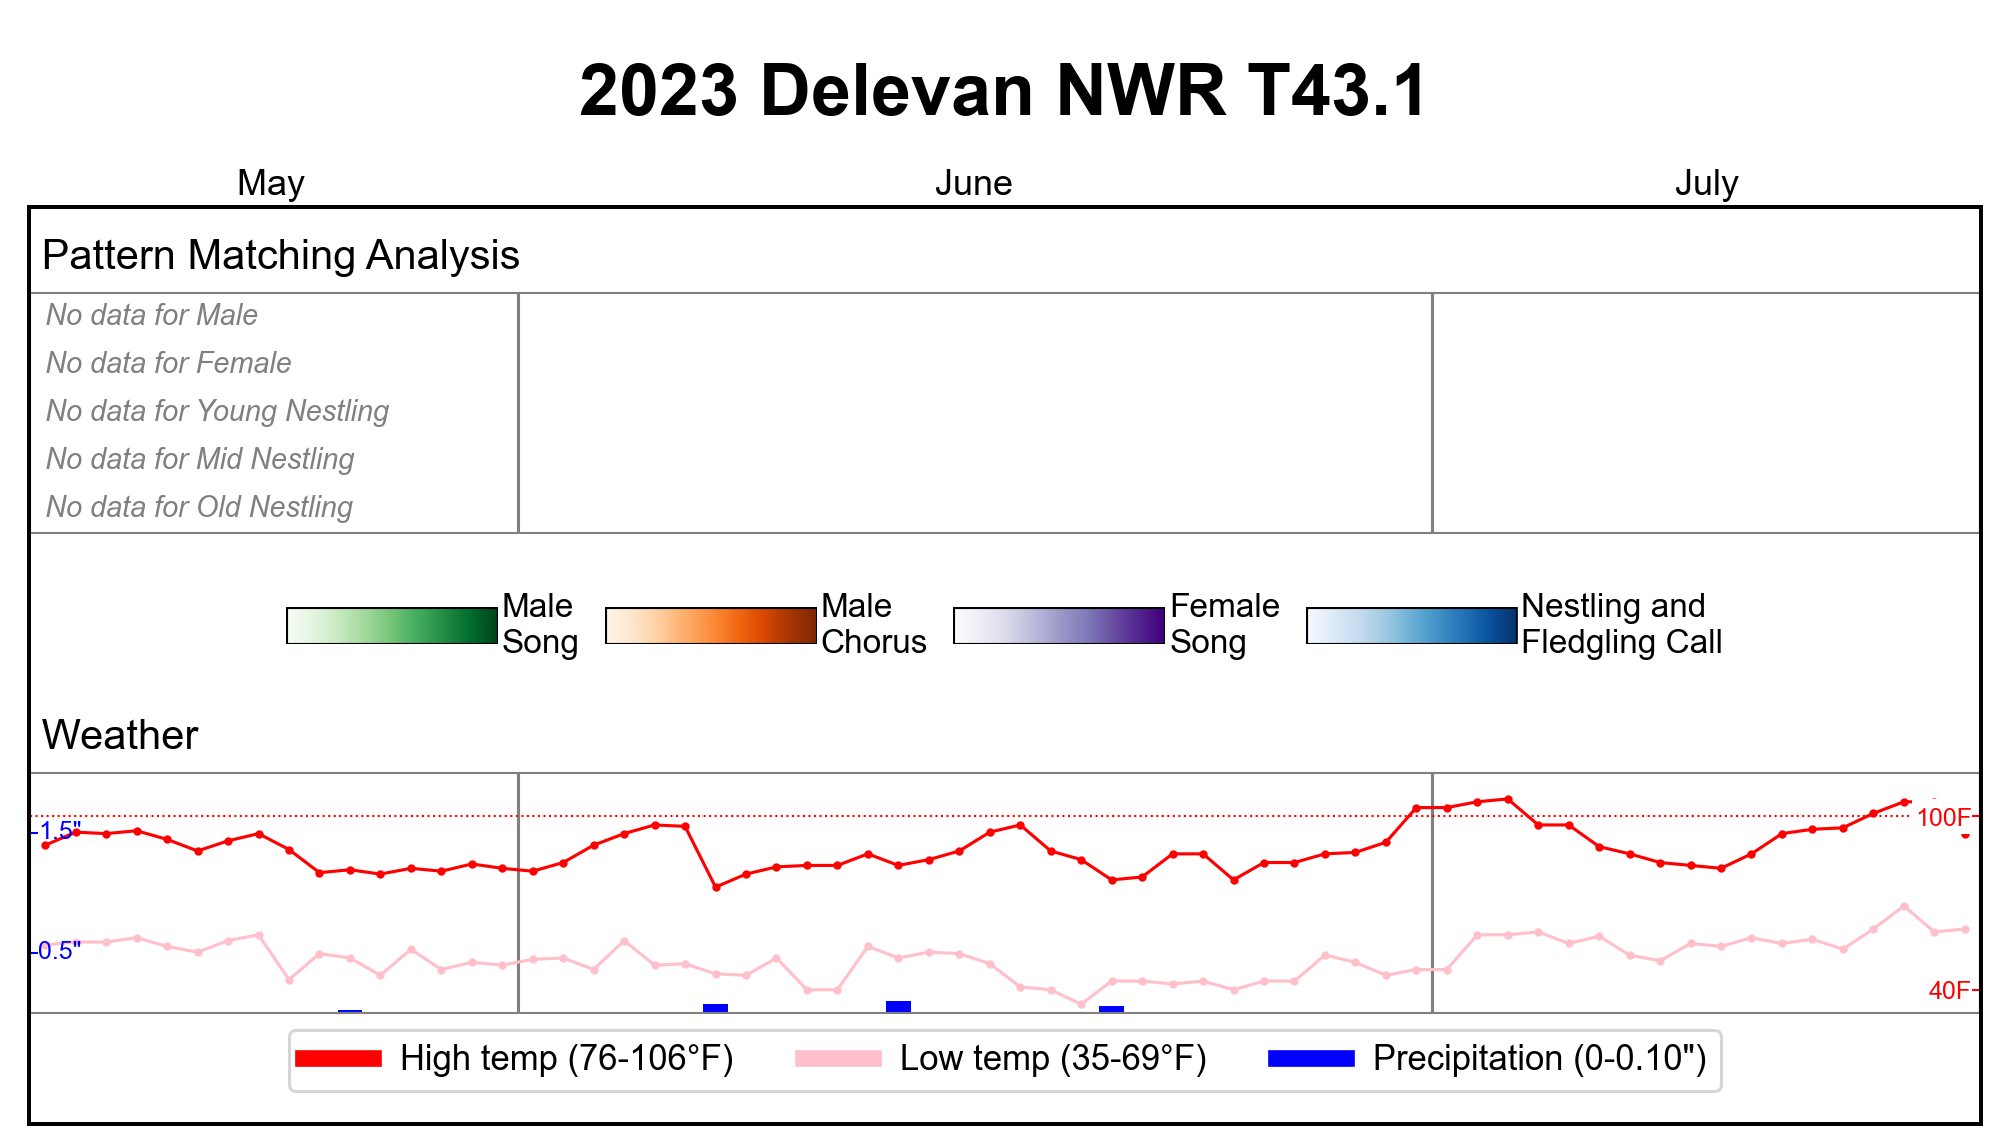 2023 Delevan NWR T43.1
May June July
Pattern Matching Analysis
No data for Male
No data for Female
No data for Young Nestling
No data for Mid Nestling
No data for Old Nestling
Male Song
Male Chorus
Female Song
Nestling and Fledgling Call
Weather
1.5"
100F
0.5"
40F
High temp (76-106°F) Low temp (35-69°F) Precipitation (0-0.10")